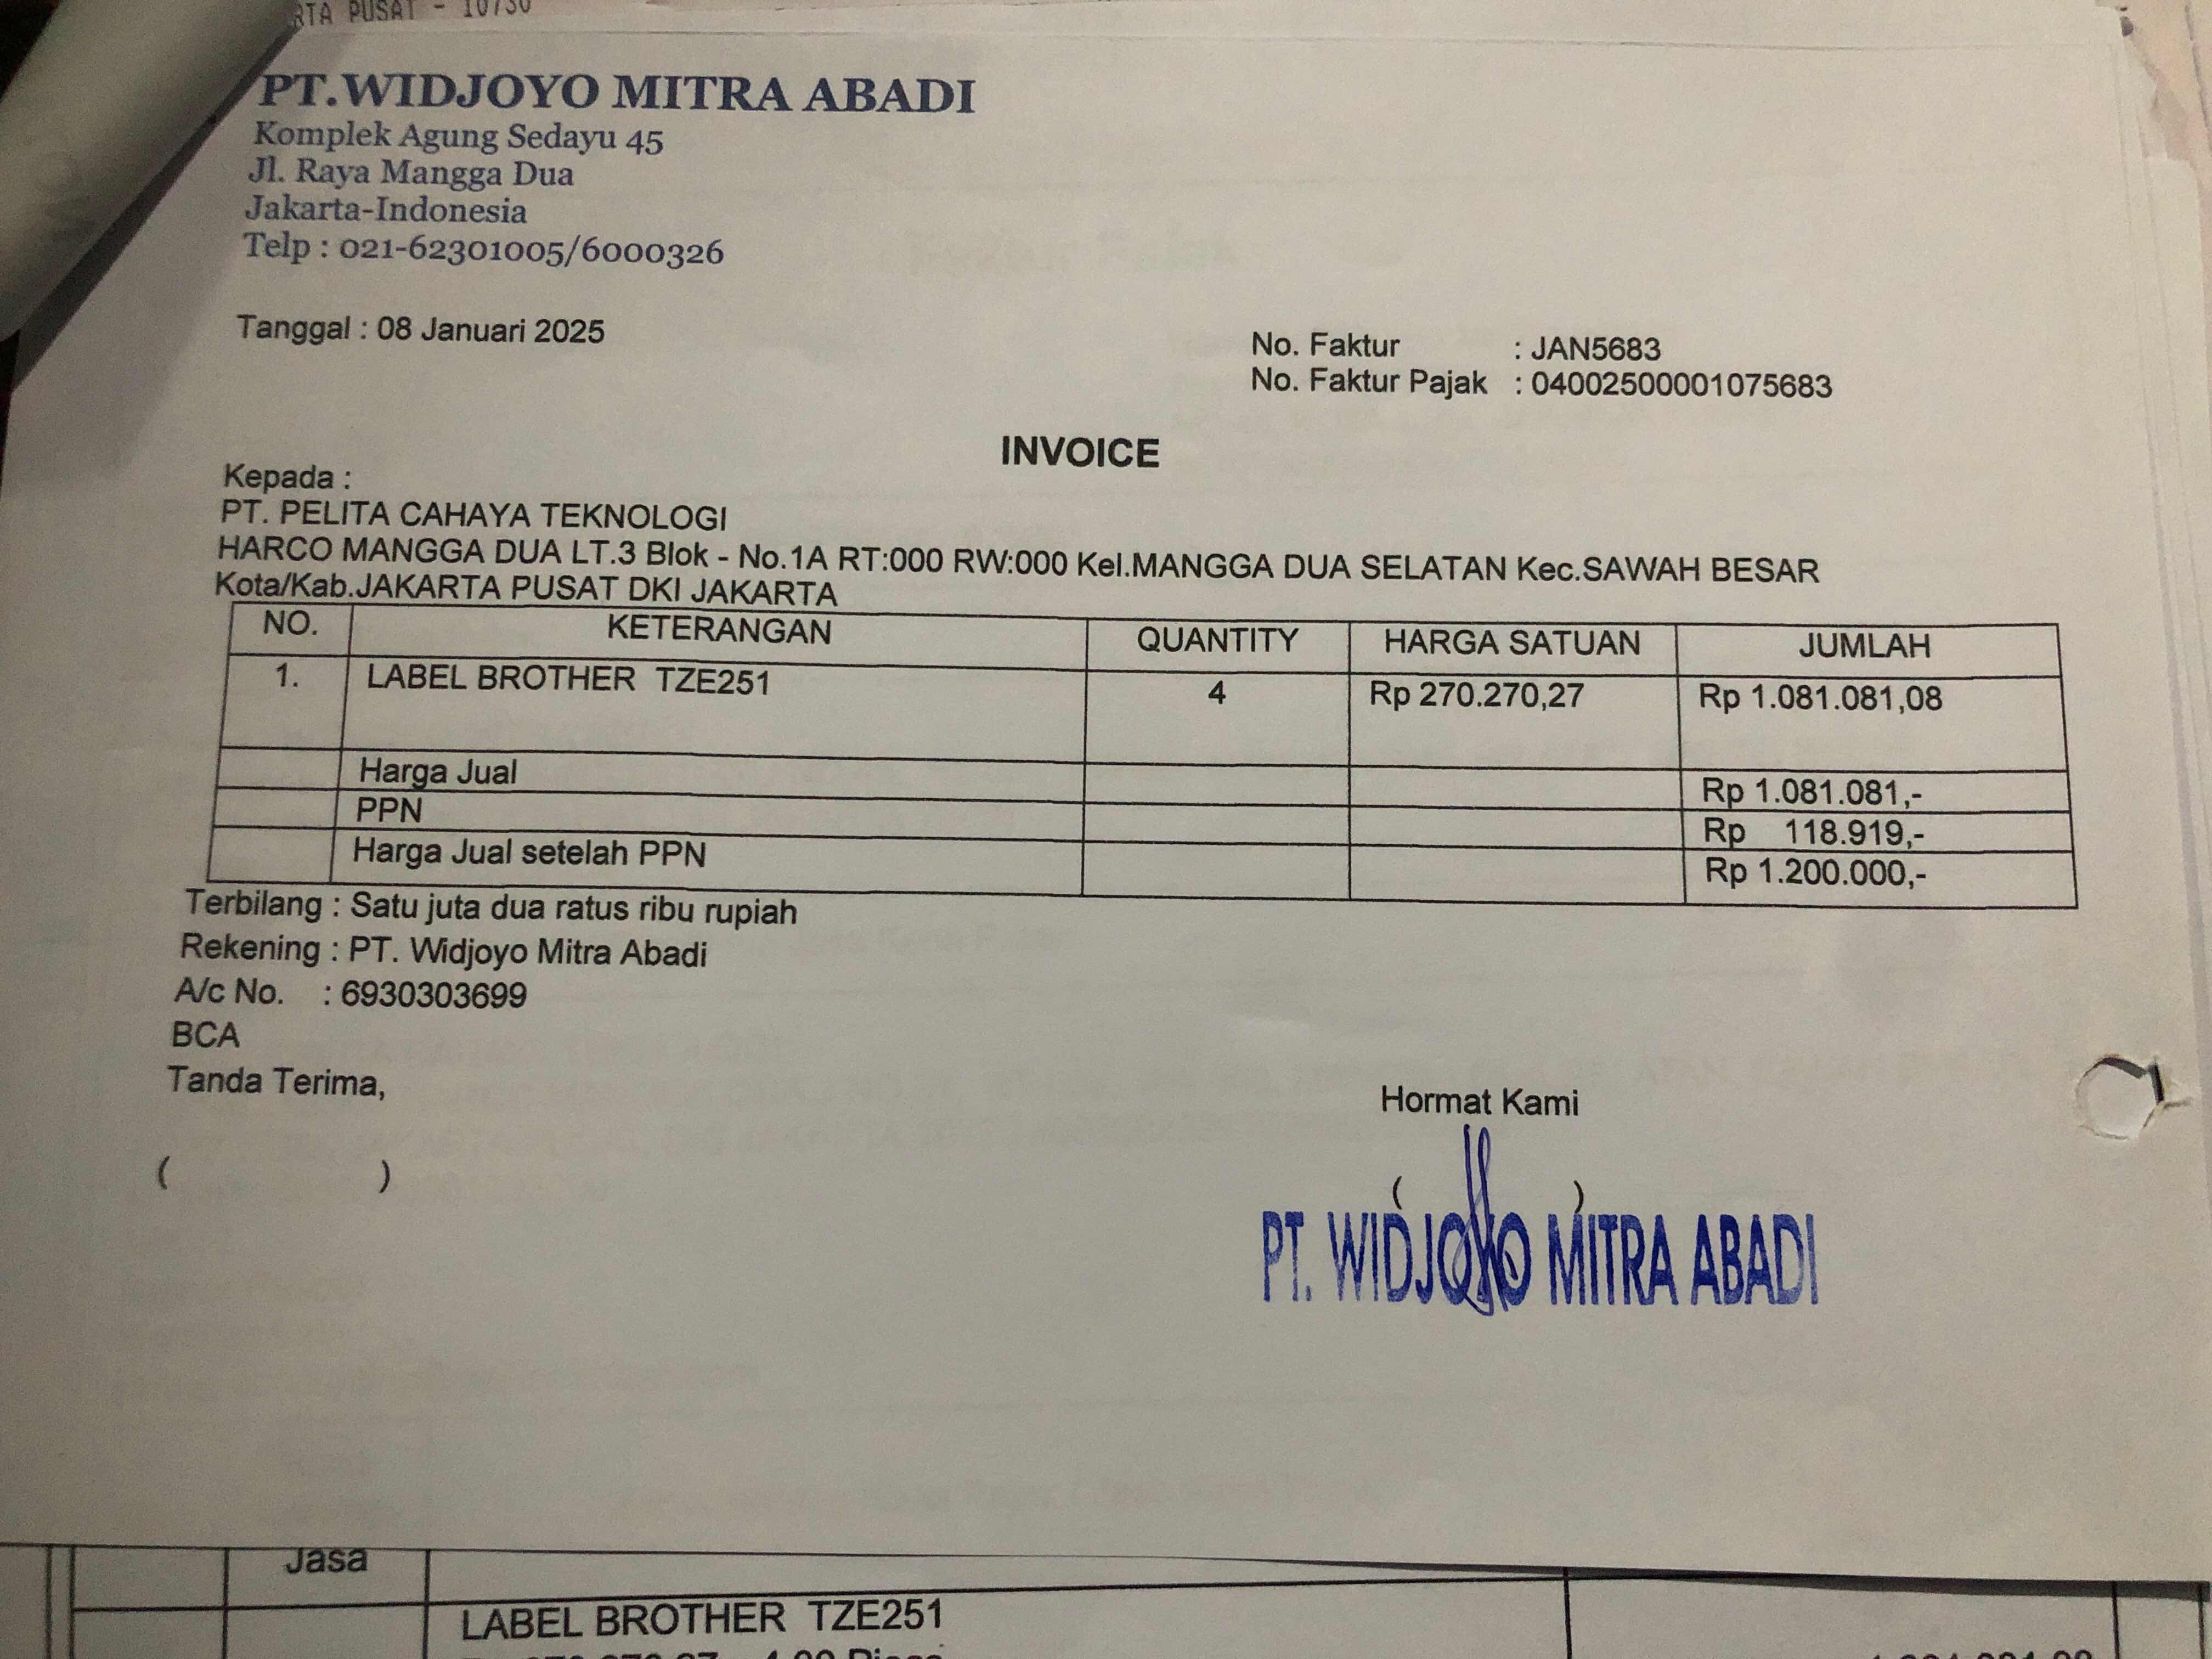 RTA PUSAT - 10730
PT.WIDJOYO MITRA ABADI
Komplek Agung Sedayu 45
Jl. Raya Mangga Dua
Jakarta-Indonesia
Telp : 021-62301005/6000326
Tanggal : 08 Januari 2025
No. Faktur : JAN5683
No. Faktur Pajak : 04002500001075683
INVOICE
Kepada :
PT. PELITA CAHAYA TEKNOLOGI
HARCO MANGGA DUA LT.3 Blok - No.1A RT:000 RW:000 Kel.MANGGA DUA SELATAN Kec.SAWAH BESAR
Kota/Kab.JAKARTA PUSAT DKI JAKARTA
NO. KETERANGAN QUANTITY HARGA SATUAN JUMLAH
1. LABEL BROTHER TZE251 4 Rp 270.270,27 Rp 1.081.081,08
Harga Jual Rp 1.081.081,-
PPN Rp 118.919,-
Harga Jual setelah PPN Rp 1.200.000,-
Terbilang : Satu juta dua ratus ribu rupiah
Rekening : PT. Widjoyo Mitra Abadi
A/c No. : 6930303699
BCA
Tanda Terima,
Hormat Kami
( ) ( )
PT. WIDJOYO MITRA ABADI
Jasa
LABEL BROTHER TZE251